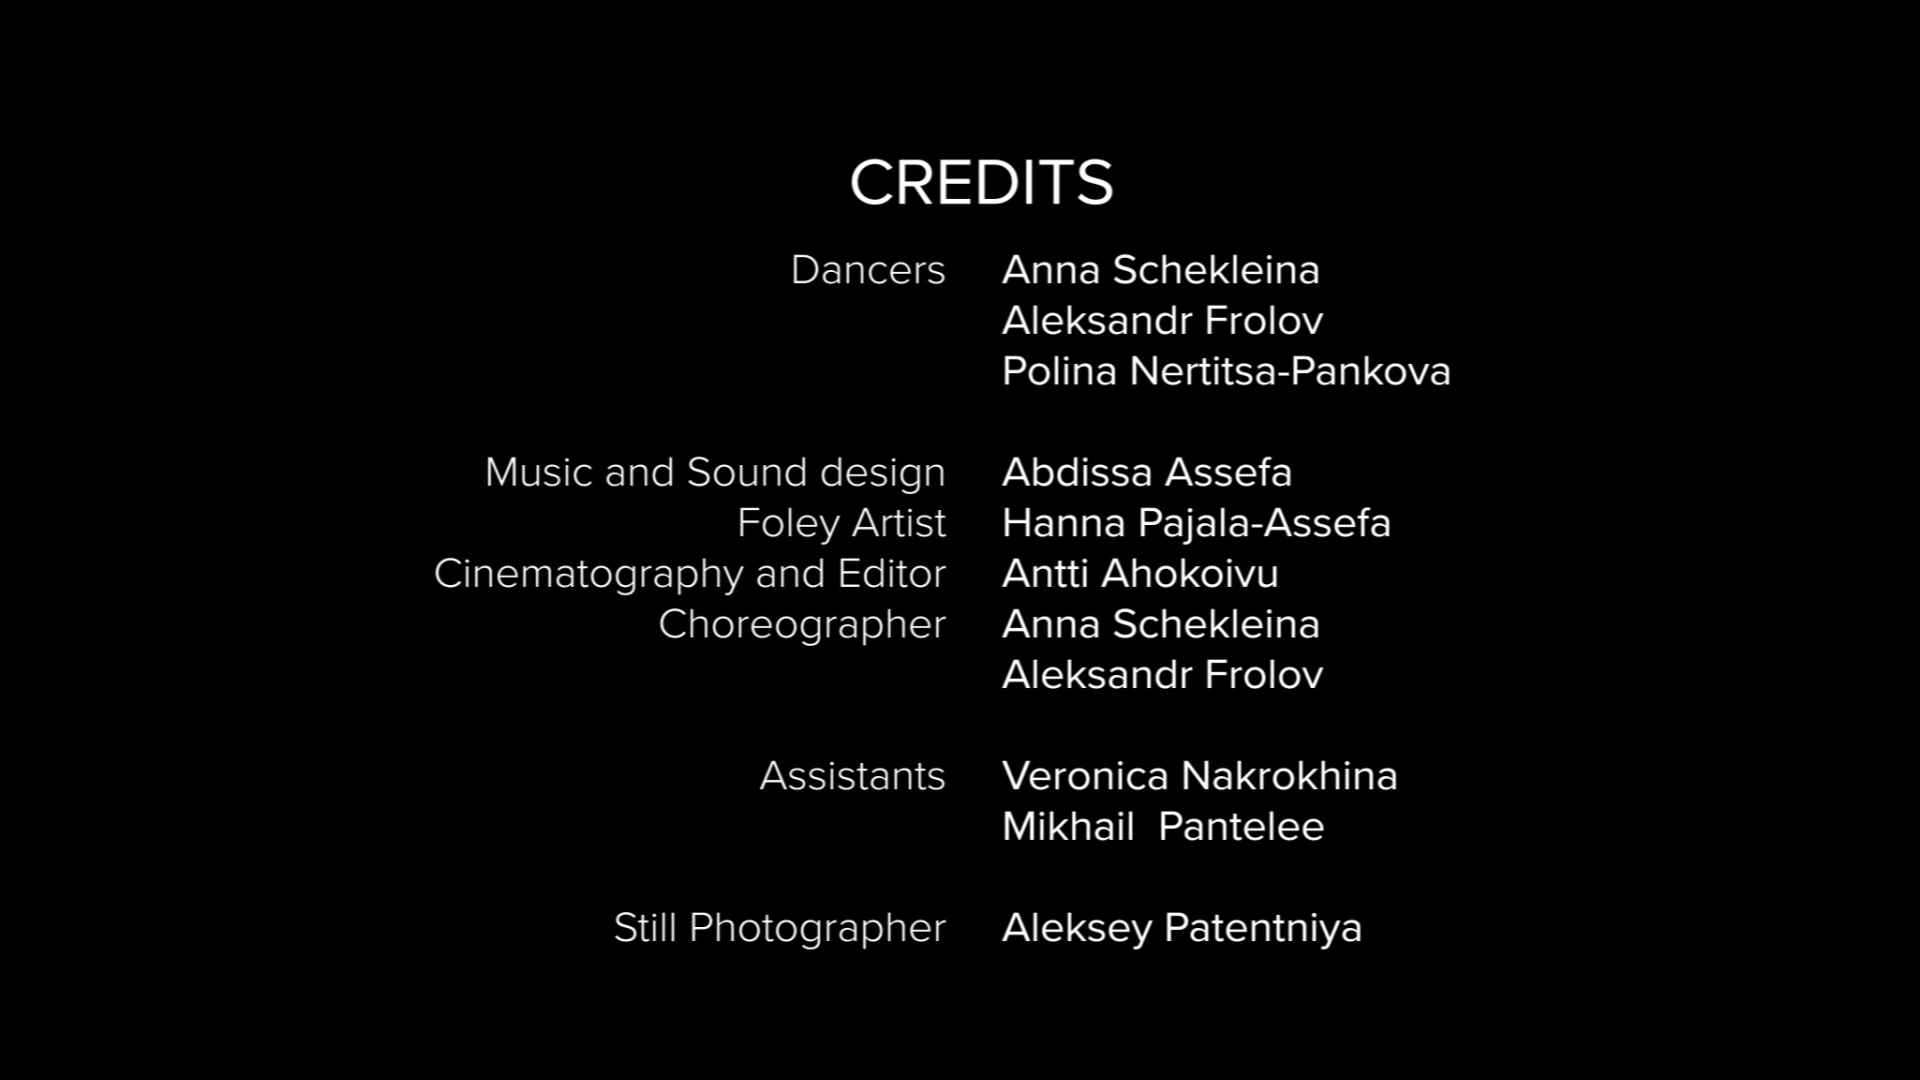 CREDITS
Dancers Anna Schekleina
Aleksandr Frolov
Polina Nertitsa-Pankova
Music and Sound design Abdissa Assefa
Foley Artist Hanna Pajala-Assefa
Cinematography and Editor Antti Ahokoivu
Choreographer Anna Schekleina
Aleksandr Frolov
Assistants Veronica Nakrokhina
Mikhail  Pantelee
Still Photographer Aleksey Patentniya